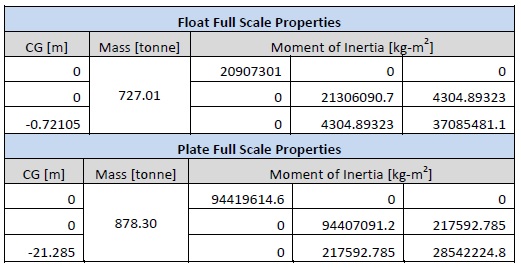 Float Full Scale Properties
CG [m] Mass [tonne] Moment of Inertia [kg-m²]
0 727.01 20907301 0 0
0 0 21306090.7 4304.89323
-0.72105 0 4304.89323 37085481.1
Plate Full Scale Properties
CG [m] Mass [tonne] Moment of Inertia [kg-m²]
0 878.30 94419614.6 0 0
0 0 94407091.2 217592.785
-21.285 0 217592.785 28542224.8